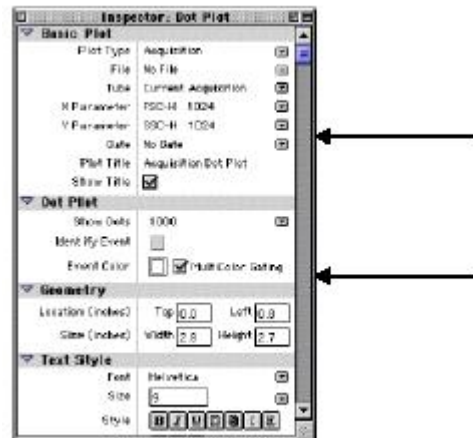 Inspector: Dot Plot
Basic Plot
Plot Type Acquisition
File No File
Tube Current Acquisition
X Parameter FSC-H 1024
Y Parameter SSC-H 1024
Gate No Gate
Plot Title Acquisition Dot Plot
Show Title
Dot Plot
Show Dots 1000
Identify Event
Event Color MultiColor Gating
Geometry
Location (inches) Top 0.0 Left 0.8
Size (inches) Width 2.8 Height 2.7
Text Style
Font Helvetica
Size 9
Style B I U